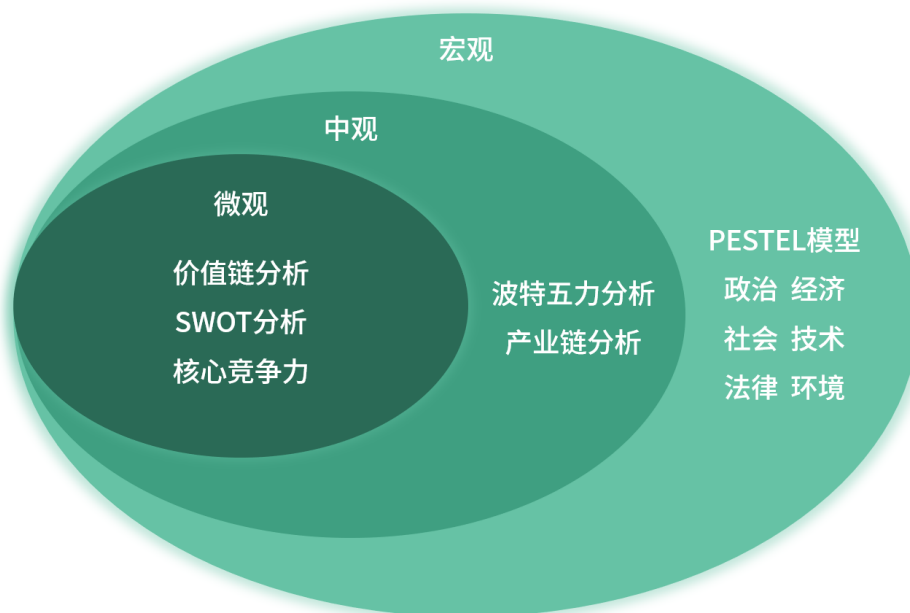 宏观
中观
微观
价值链分析
SWOT分析
核心竞争力
波特五力分析
产业链分析
PESTEL模型
政治 经济
社会 技术
法律 环境